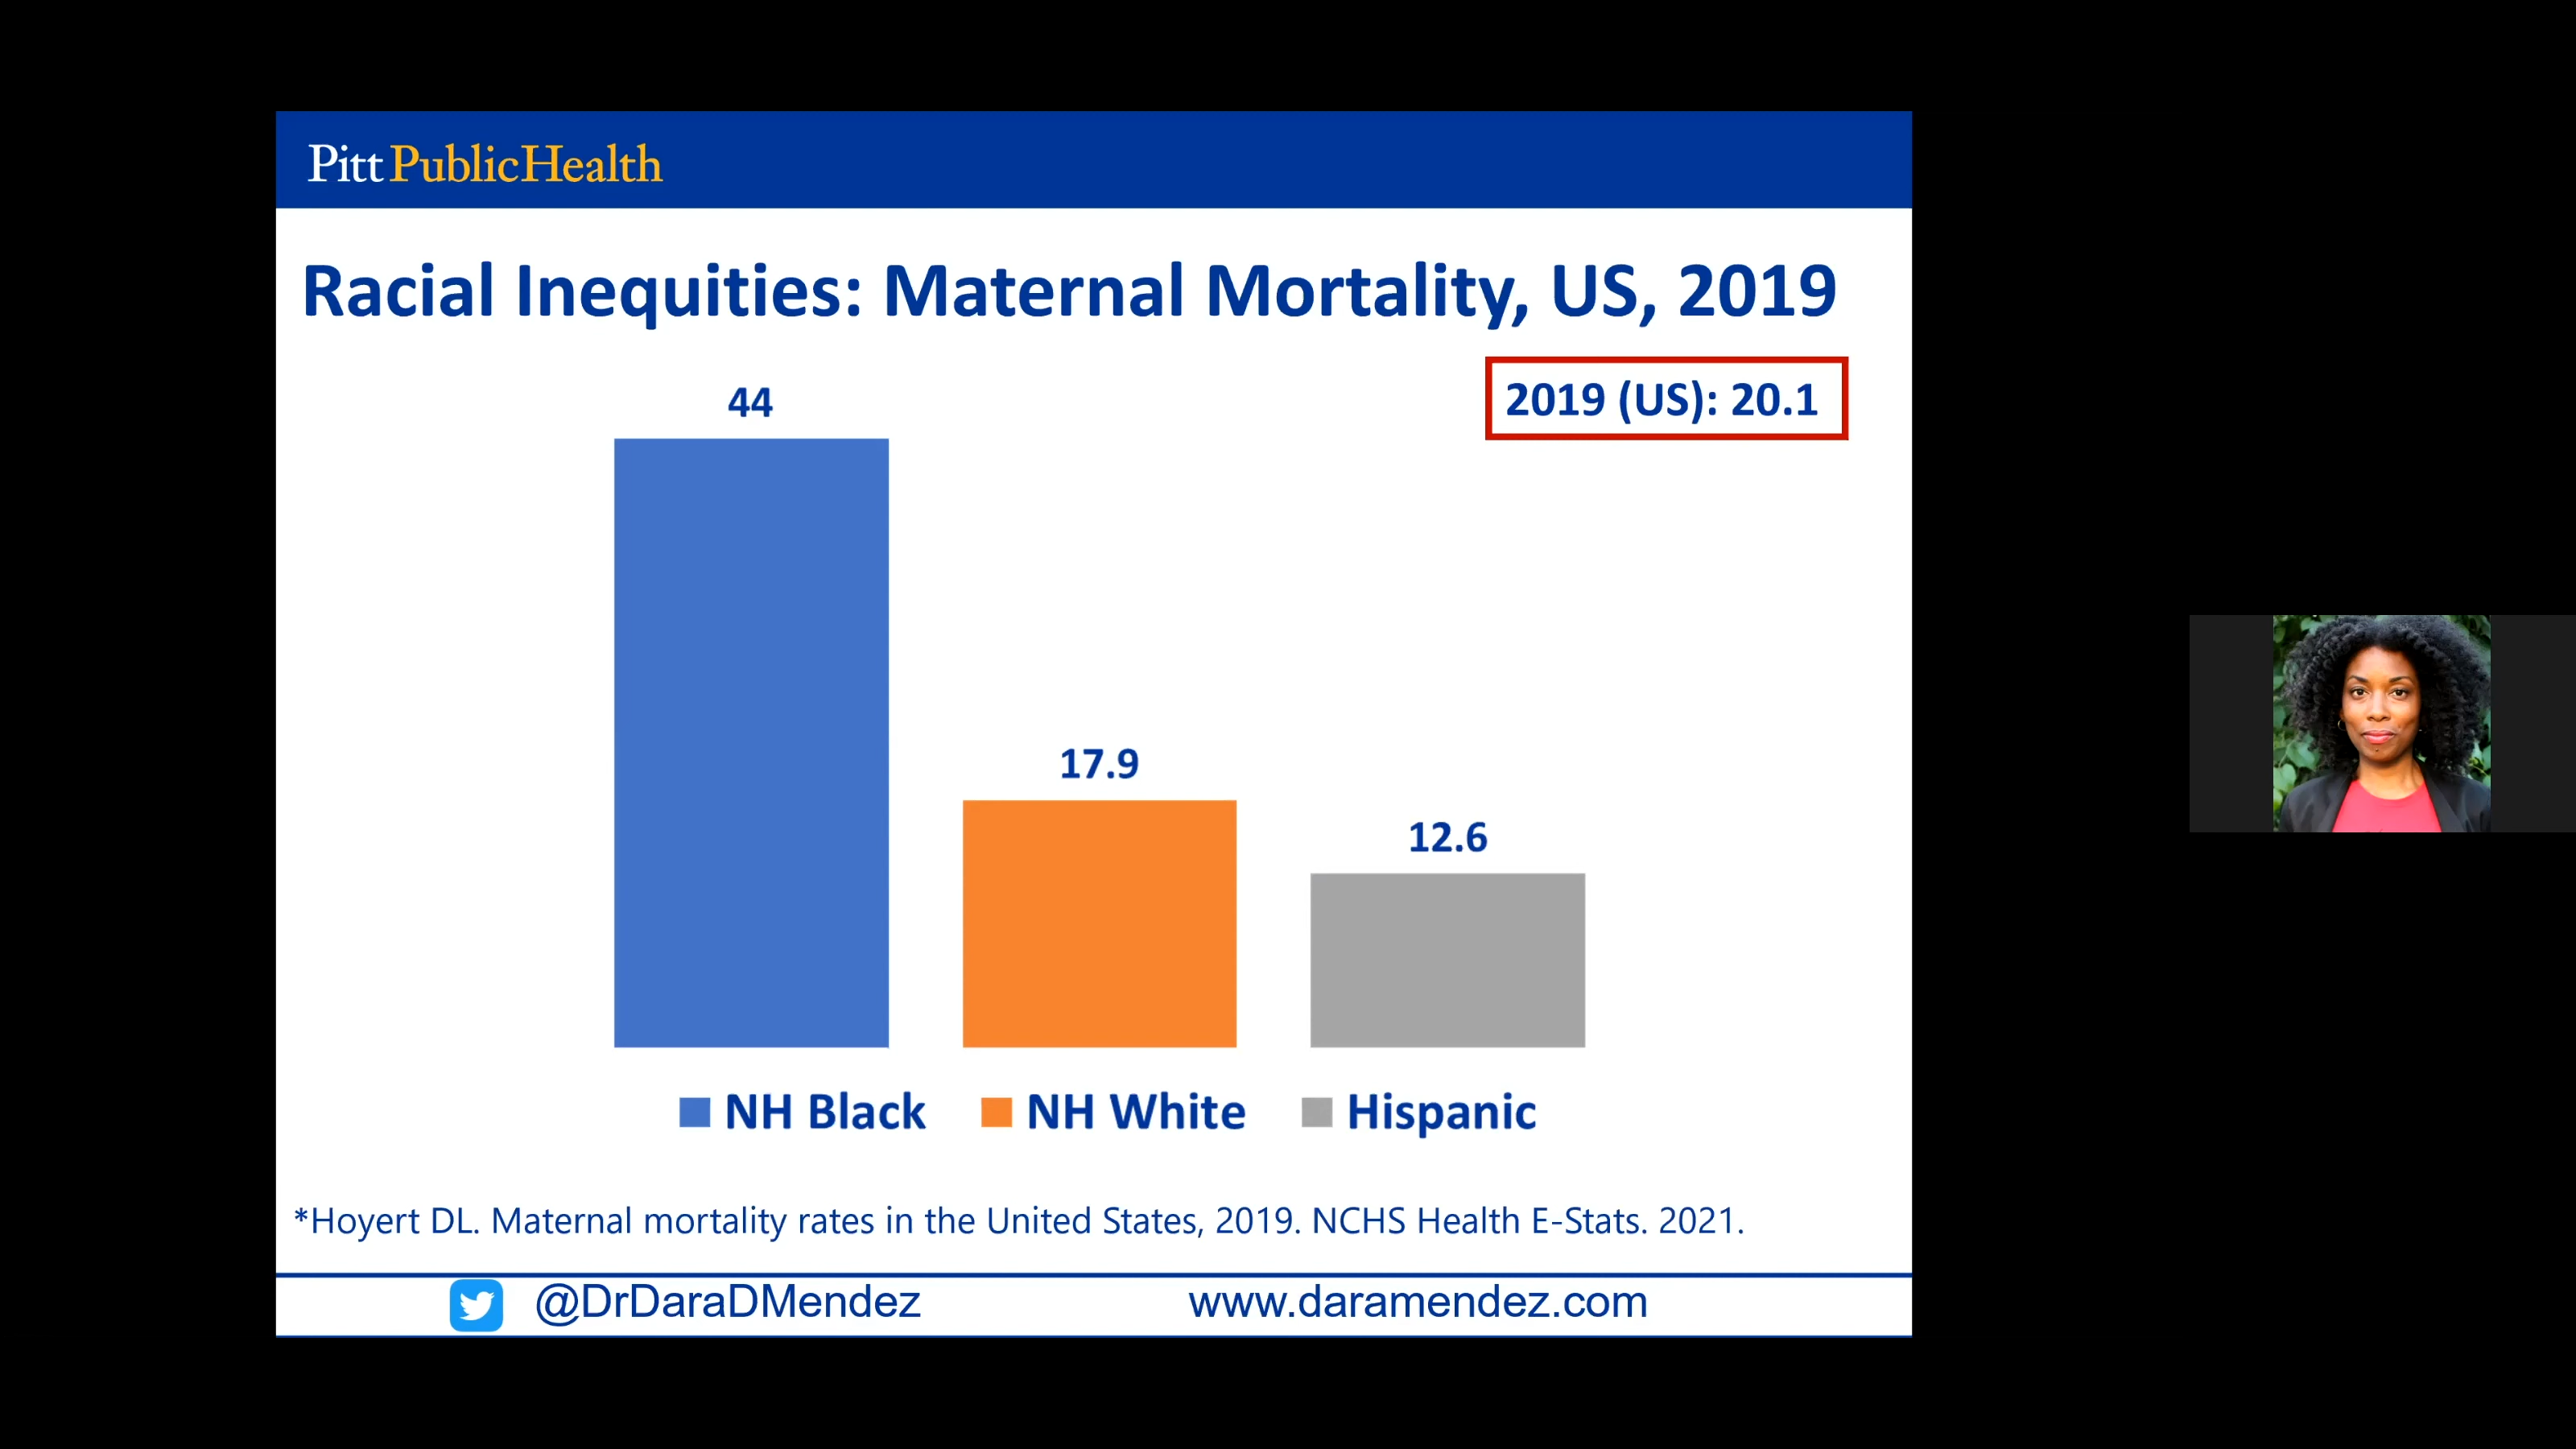 Pitt PublicHealth
Racial Inequities: Maternal Mortality, US, 2019
2019 (US): 20.1
44
17.9
12.6
NH Black NH White Hispanic
*Hoyert DL. Maternal mortality rates in the United States, 2019. NCHS Health E-Stats. 2021.
@DrDaraDMendez www.daramendez.com